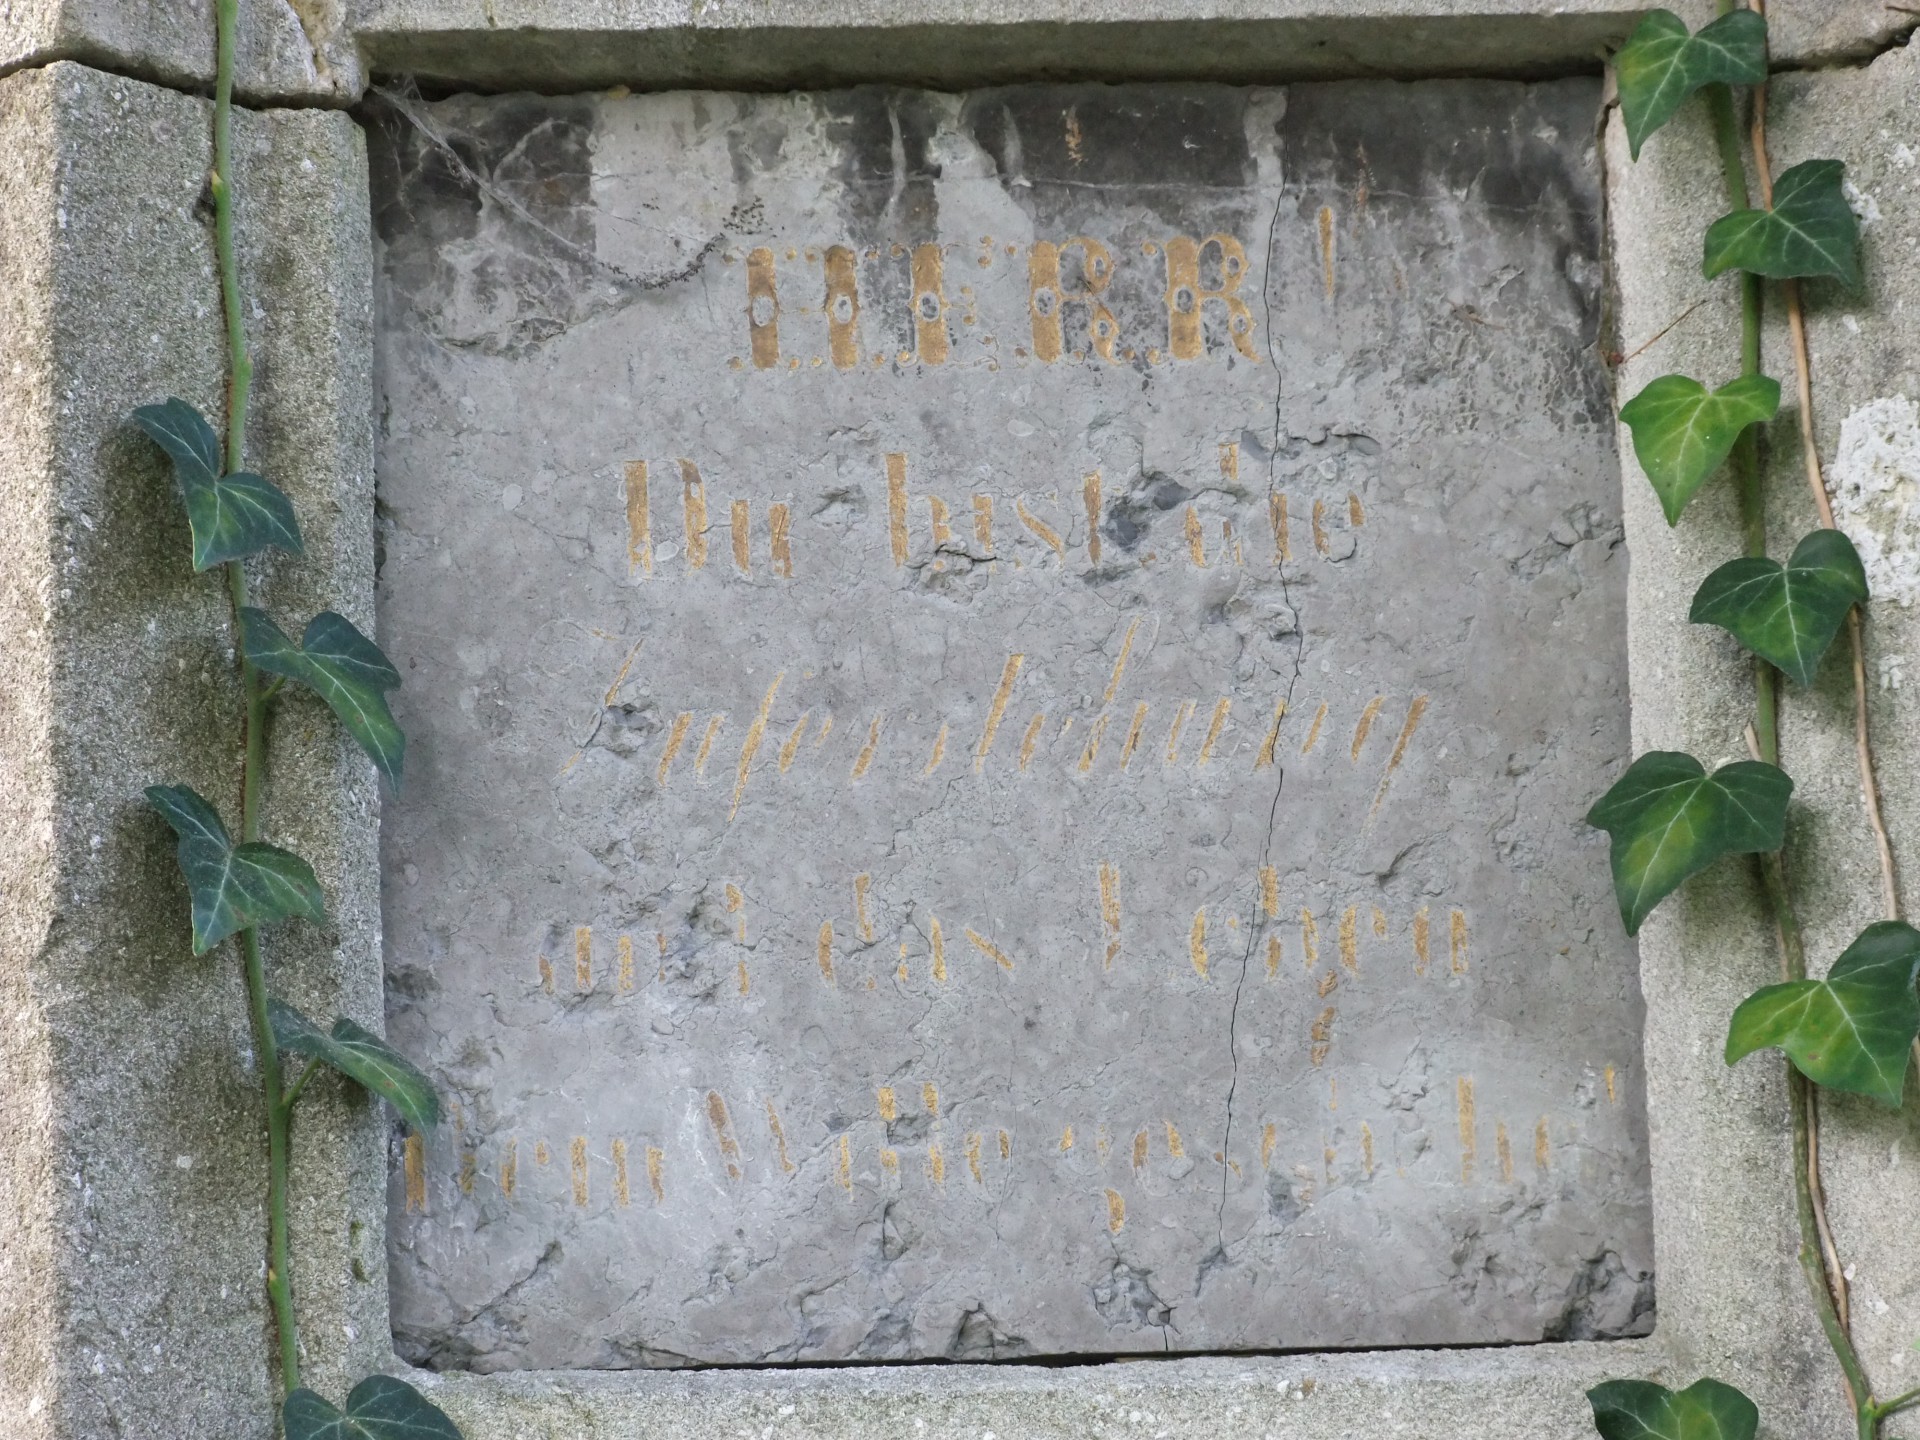 HERR!
Du bist die
Auferstehung
und das Leben
Dein Wille geschehe!